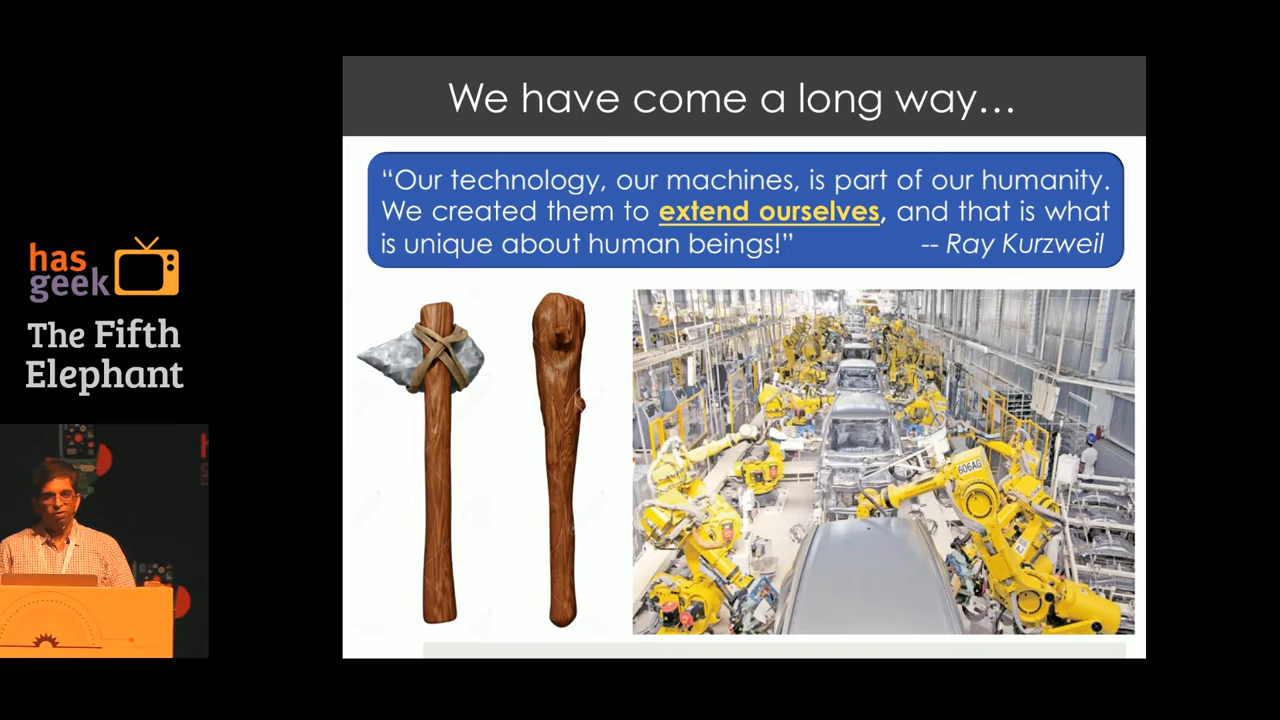 We have come a long way…
“Our technology, our machines, is part of our humanity.
We created them to extend ourselves, and that is what
is unique about human beings!” -- Ray Kurzweil
has
geek
The Fifth
Elephant
606AG